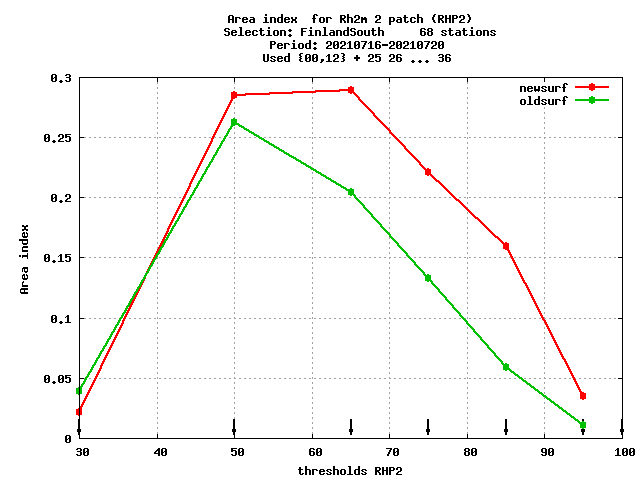 Area index  for Rh2m 2 patch (RHP2)
Selection: FinlandSouth     68 stations
Period: 20210716-20210720
Used {00,12} + 25 26 ... 36
newsurf
oldsurf
0.3
0.25
0.2
0.15
0.1
0.05
0
Area index
30 40 50 60 70 80 90 100
thresholds RHP2